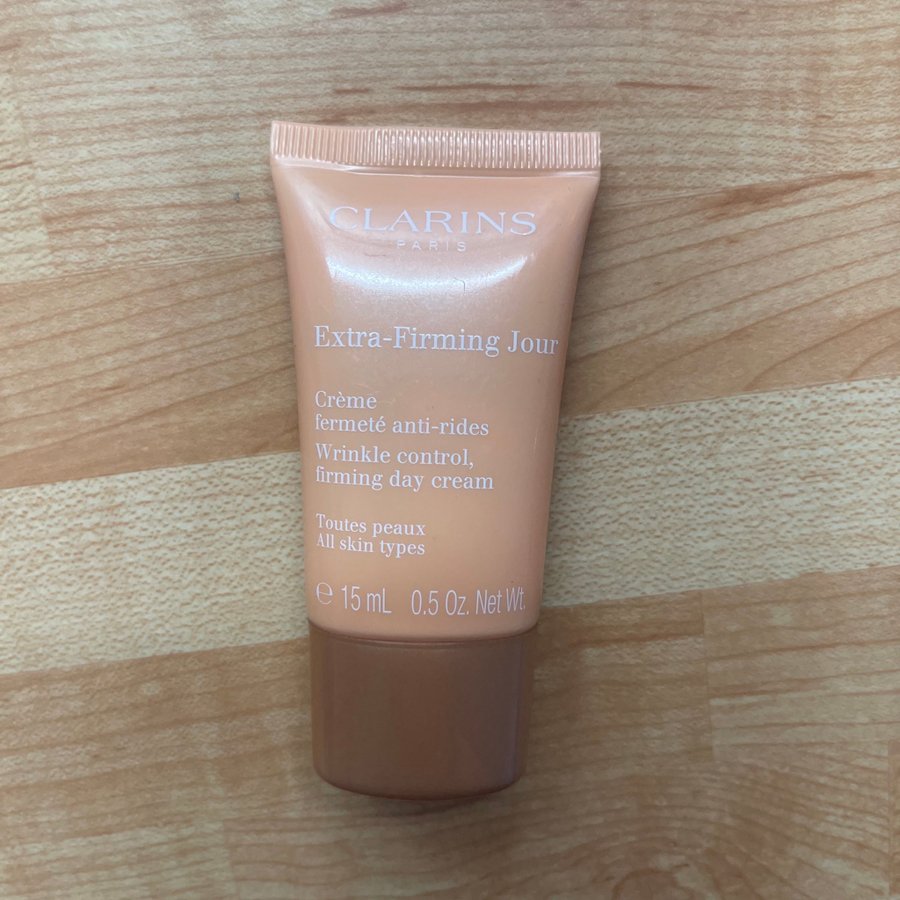 CLARINS
PARIS
Extra-Firming Jour
Crème
fermeté anti-rides
Wrinkle control,
firming day cream
Toutes peaux
All skin types
℮ 15 mL 0.5 Oz. Net Wt.